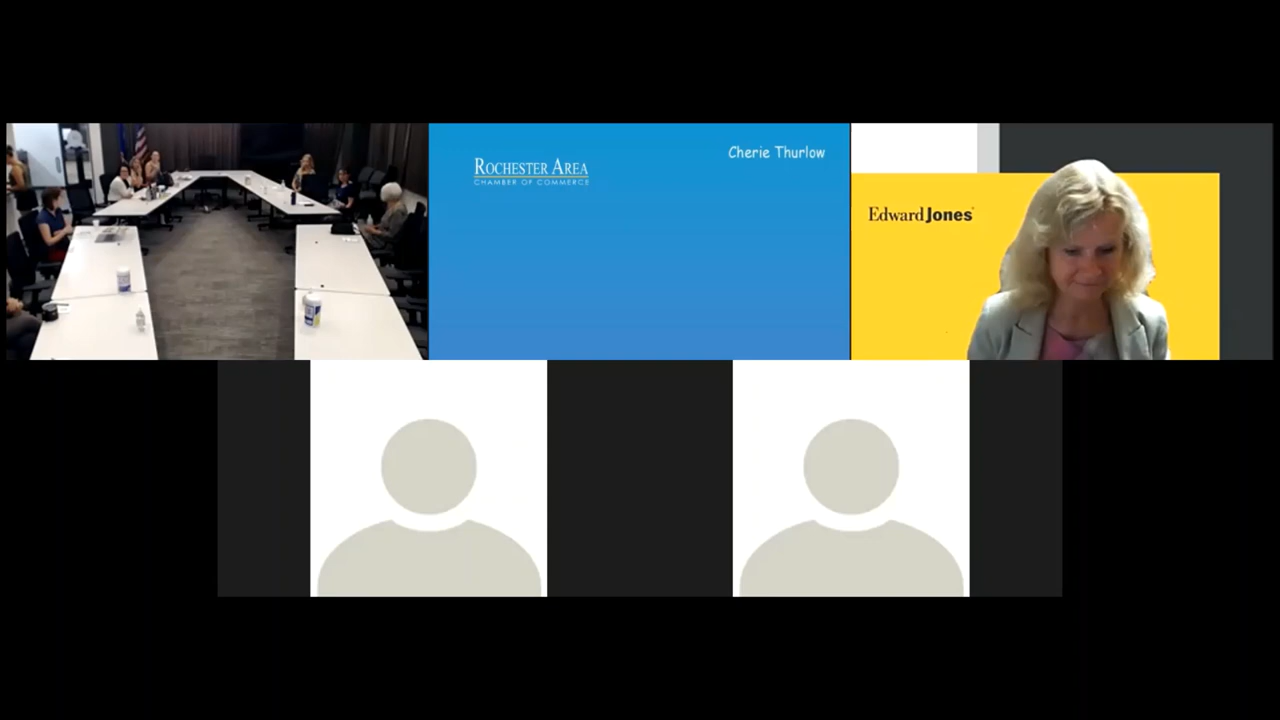 ROCHESTER AREA
CHAMBER OF COMMERCE
Cherie Thurlow
Edward Jones